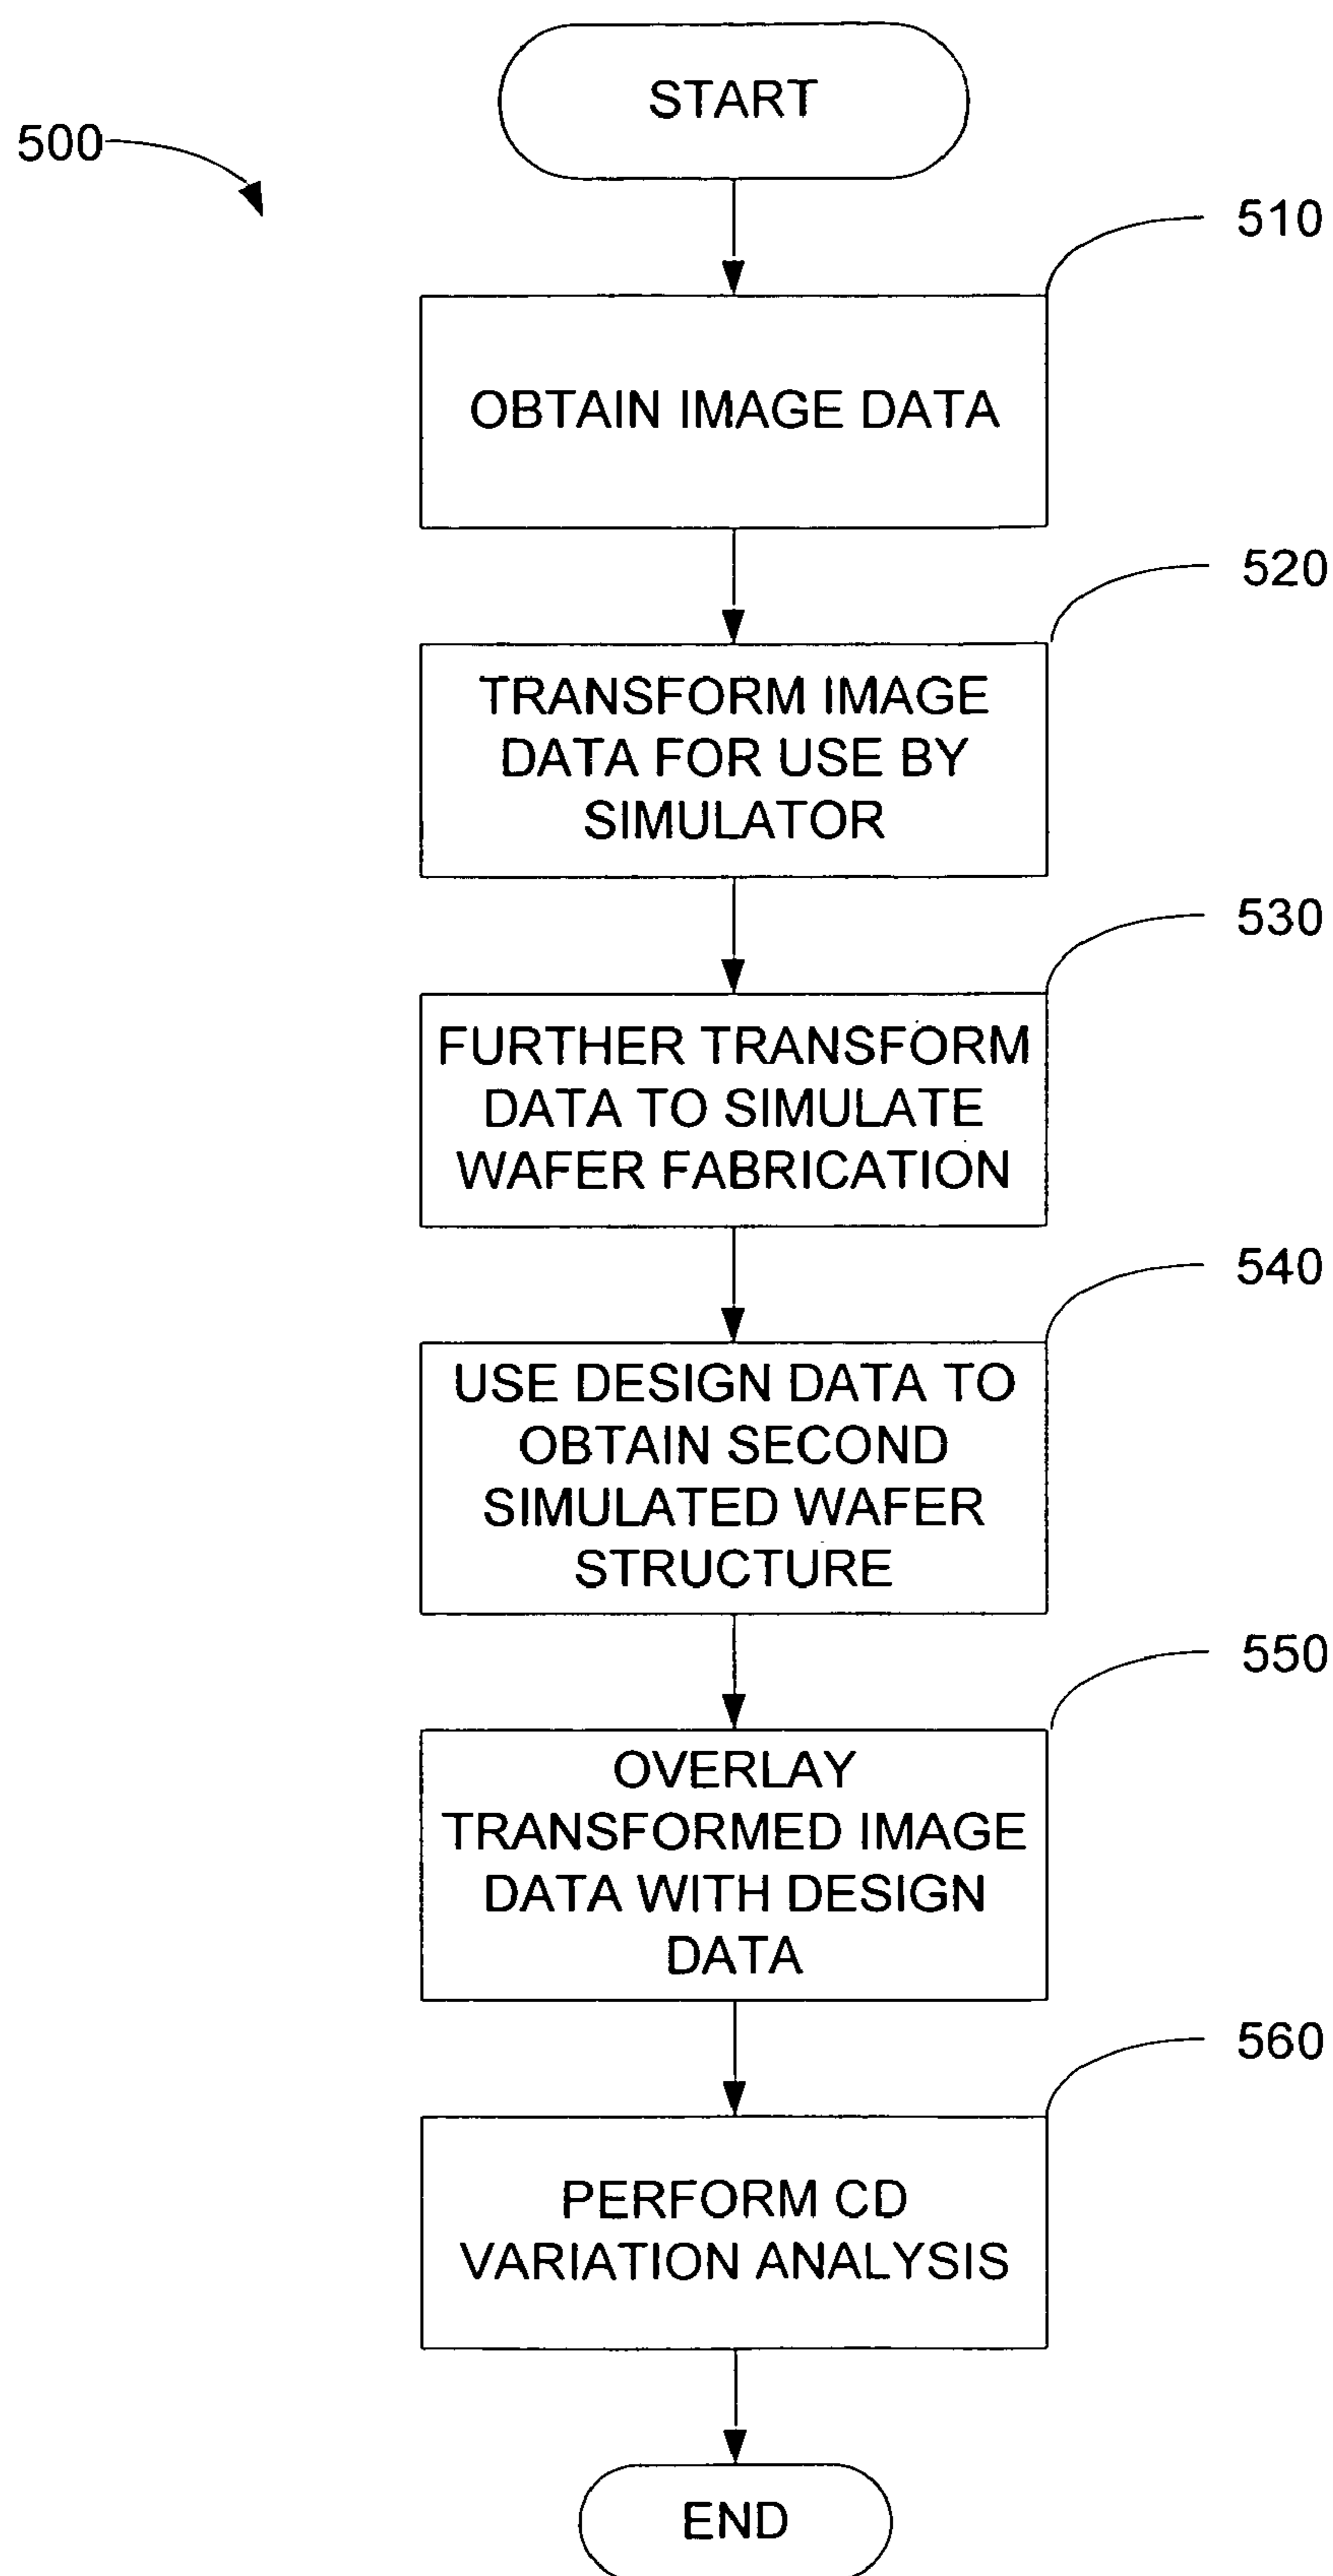 START
500
510
OBTAIN IMAGE DATA
520
TRANSFORM IMAGE
DATA FOR USE BY
SIMULATOR
530
FURTHER TRANSFORM
DATA TO SIMULATE
WAFER FABRICATION
540
USE DESIGN DATA TO
OBTAIN SECOND
SIMULATED WAFER
STRUCTURE
550
OVERLAY
TRANSFORMED IMAGE
DATA WITH DESIGN
DATA
560
PERFORM CD
VARIATION ANALYSIS
END